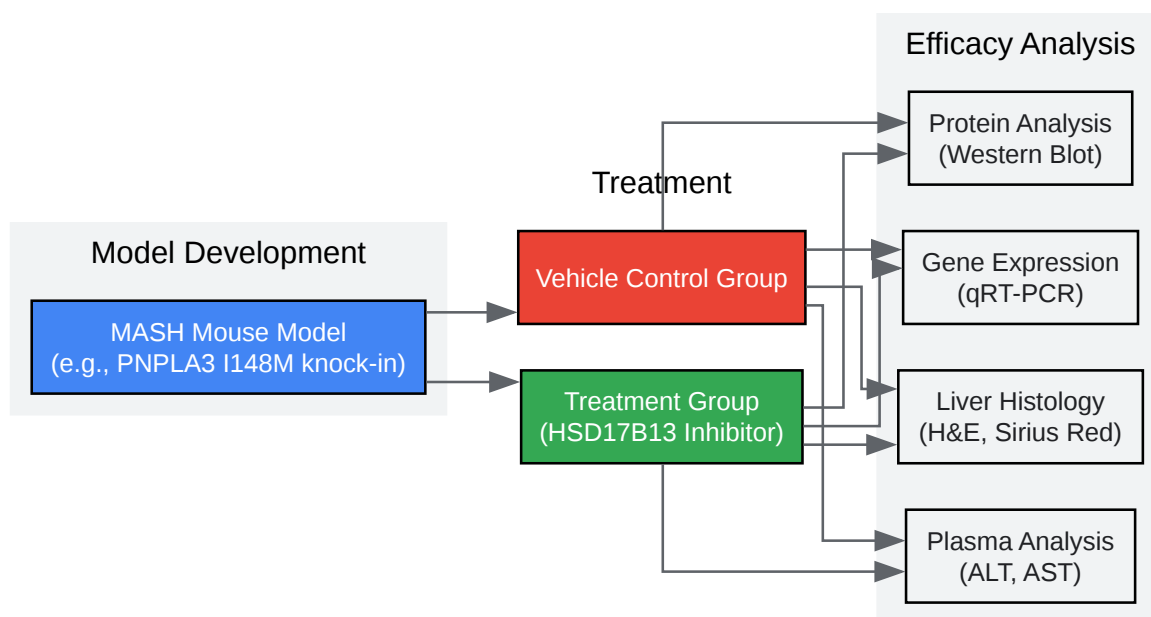 Model Development
MASH Mouse Model
(e.g., PNPLA3 I148M knock-in)
Treatment
Vehicle Control Group
Treatment Group
(HSD17B13 Inhibitor)
Efficacy Analysis
Protein Analysis
(Western Blot)
Gene Expression
(qRT-PCR)
Liver Histology
(H&E, Sirius Red)
Plasma Analysis
(ALT, AST)